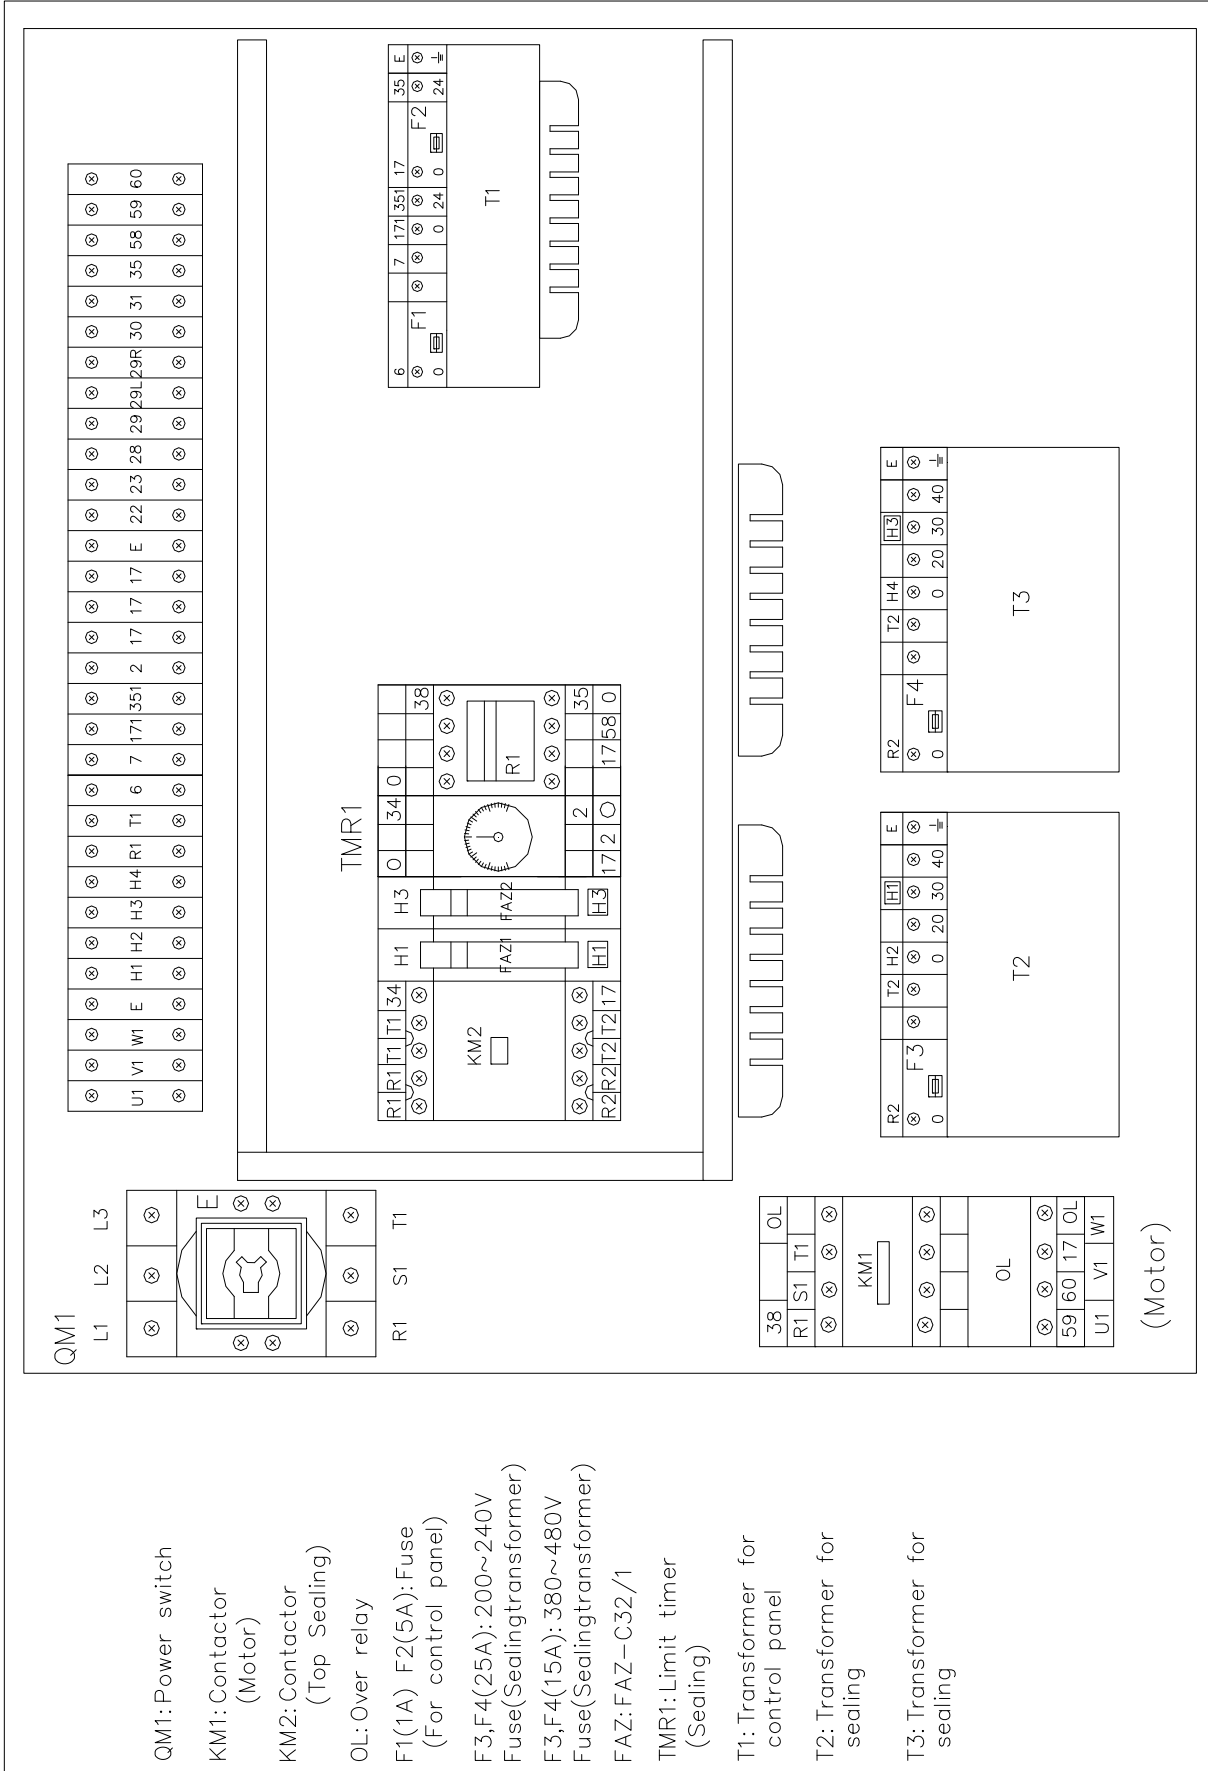 QM1:Power switch
KM1:Contactor
(Motor)
KM2:Contactor
(Top Sealing)
OL:Over relay
F1(1A) F2(5A):Fuse
(For control panel)
F3,F4(25A):200~240V
Fuse(Sealingtransformer)
F3,F4(15A):380~480V
Fuse(Sealingtransformer)
FAZ:FAZ-C32/1
TMR1:Limit timer
(Sealing)
T1:Transformer for
control panel
T2:Transformer for
sealing
T3:Transformer for
sealing
QM1
L1 L2 L3
E
R1 S1 T1
U1 V1 W1 E H1 H2 H3 H4 R1 T1 6 7 171 351 2 17 17 17 E 22 23 28 29 29L 29R 30 31 35 58 59 60
TMR1
R1 R1 T1 T1 34 H1 H3 O 34 0
38
KM2 FAZ1 FAZ2 R1
2 35
R2 R2 T2 T2 17 H1 H3 17 2 O 17 58 0
6 7 171 351 17 35 E
F1 F2
0 0 24 0 24
T1
38 OL
R1 S1 T1
KM1
OL
59 60 17 OL
U1 V1 W1
(Motor)
R2 T2 H2 H1 E
F3
0 0 20 30 40
T2
R2 T2 H4 H3 E
F4
0 0 20 30 40
T3